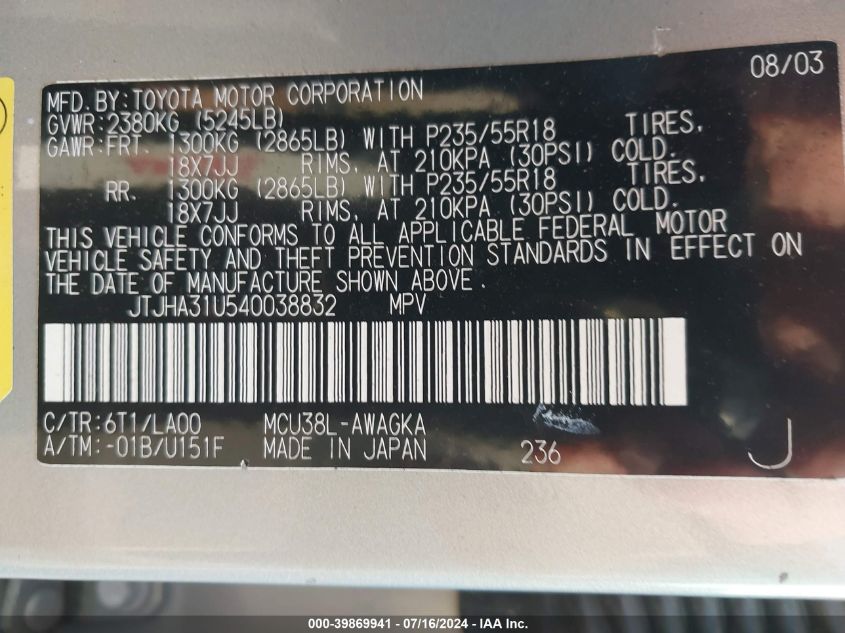 08/03
MFD. BY: TOYOTA MOTOR CORPORATION
GVWR: 2380KG (5245LB)
GAWR: FRT. 1300KG (2865LB) WITH P235/55R18 TIRES,
18X7JJ RIMS, AT 210KPA (30PSI) COLD.
RR. 1300KG (2865LB) WITH P235/55R18 TIRES,
18X7JJ RIMS, AT 210KPA (30PSI) COLD.
THIS VEHICLE CONFORMS TO ALL APPLICABLE FEDERAL MOTOR
VEHICLE SAFETY AND THEFT PREVENTION STANDARDS IN EFFECT ON
THE DATE OF MANUFACTURE SHOWN ABOVE.
JTJHA31U540038832 MPV
C/TR: 6T1/LA00 MCU38L-AWAGKA
A/TM: -01B/U151F MADE IN JAPAN 236 J
000-39869941 - 07/16/2024 - IAA Inc.